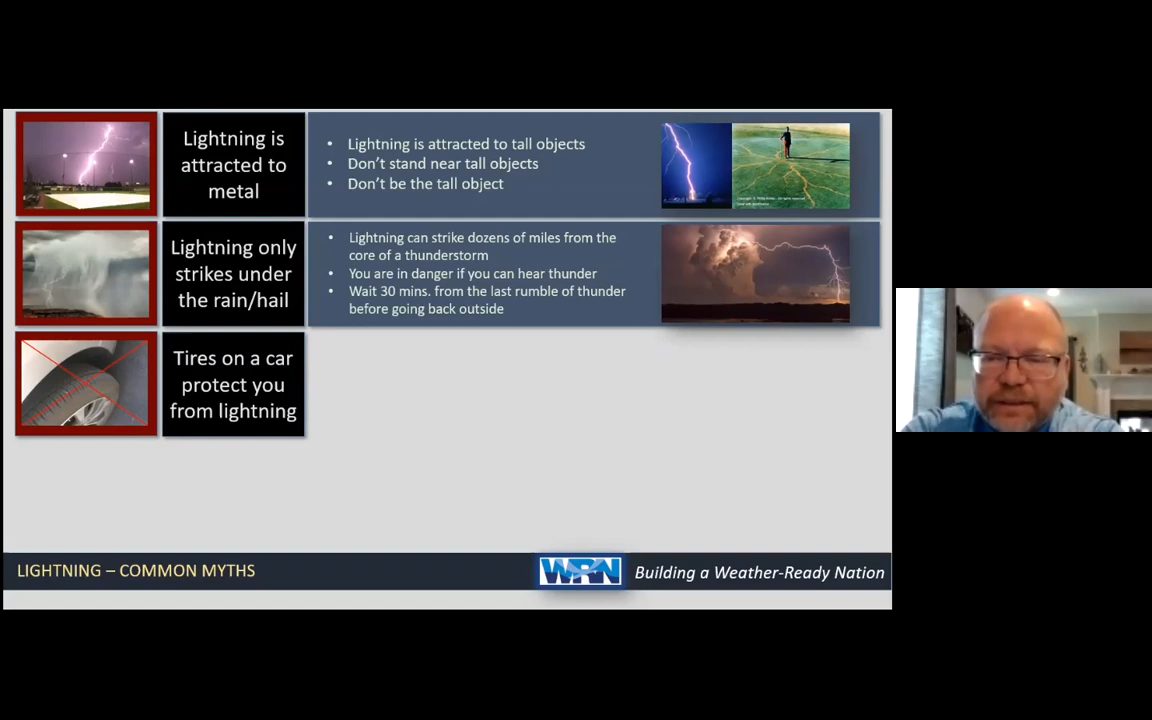 Lightning is
attracted to
metal
• Lightning is attracted to tall objects
• Don't stand near tall objects
• Don't be the tall object
Lightning only
strikes under
the rain/hail
• Lightning can strike dozens of miles from the
core of a thunderstorm
• You are in danger if you can hear thunder
• Wait 30 mins. from the last rumble of thunder
before going back outside
Tires on a car
protect you
from lightning
LIGHTNING – COMMON MYTHS
WRN
Building a Weather-Ready Nation